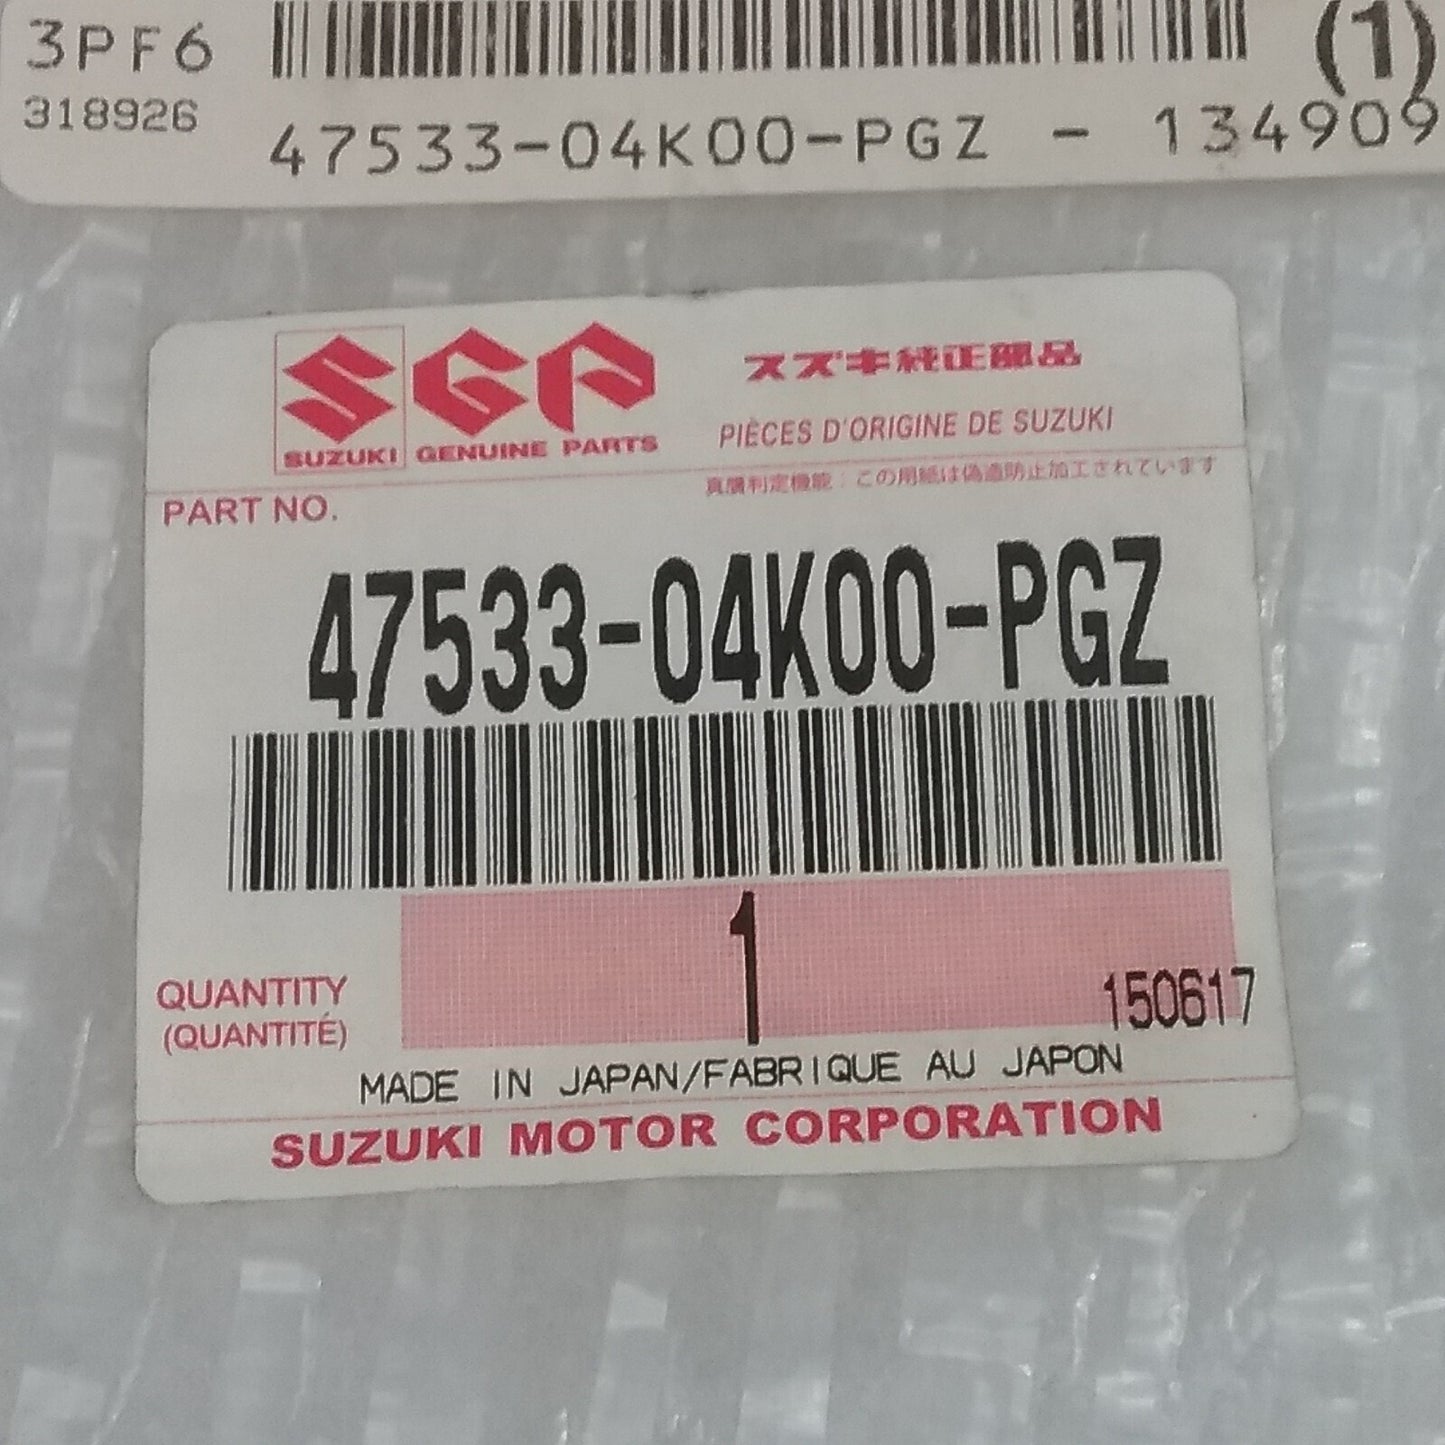 3PF6
(1)
318926
47533-04K00-PGZ - 134909
SGP
SUZUKI GENUINE PARTS
スズキ純正部品
PIÈCES D'ORIGINE DE SUZUKI
真贋判定機能：この用紙は偽造防止加工されています
PART NO.
47533-04K00-PGZ
1
QUANTITY
(QUANTITÉ)
150617
MADE IN JAPAN/FABRIQUE AU JAPON
SUZUKI MOTOR CORPORATION